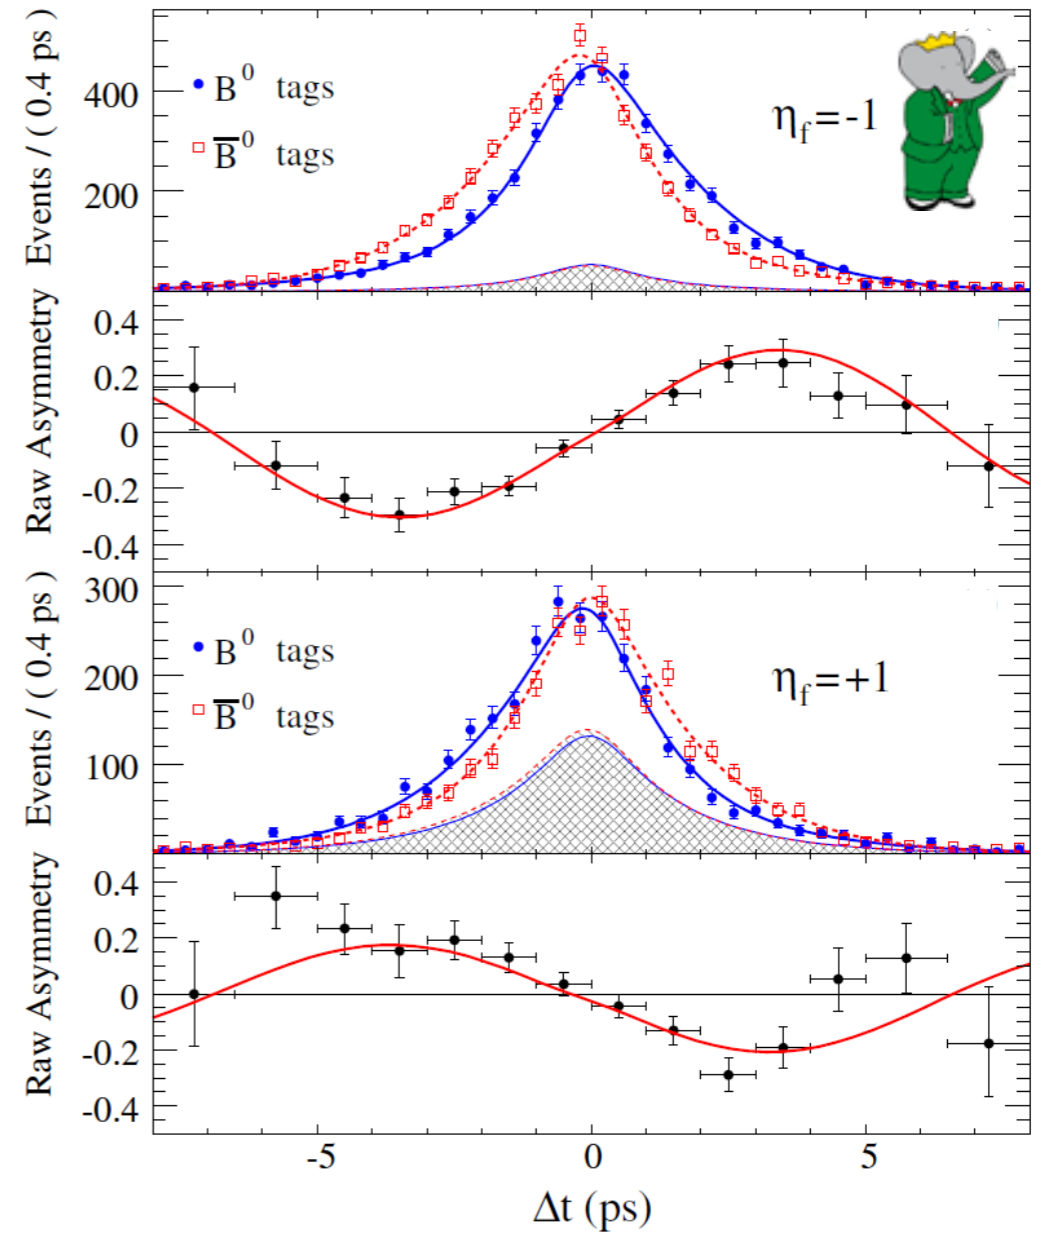 Events / ( 0.4 ps )
400
200
B⁰ tags
B̅⁰ tags
η_f=-1
Raw Asymmetry
0.4
0.2
0
-0.2
-0.4
Events / ( 0.4 ps )
300
200
100
B⁰ tags
B̅⁰ tags
η_f=+1
Raw Asymmetry
0.4
0.2
0
-0.2
-0.4
-5 0 5
Δt (ps)